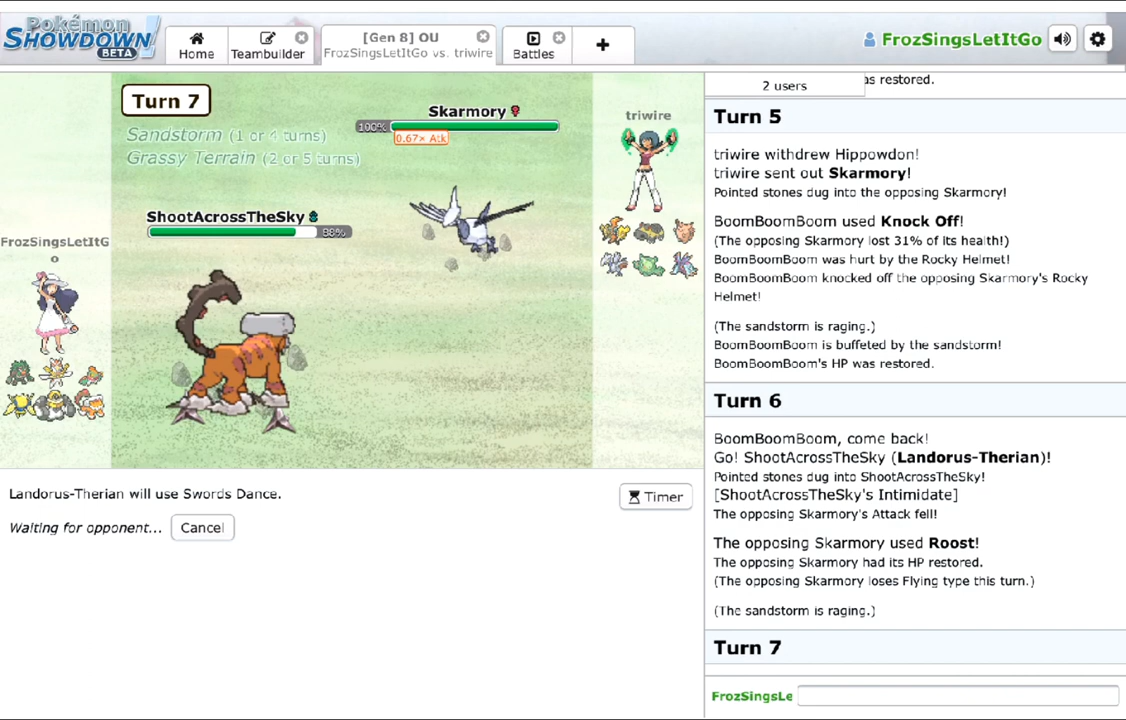 Pokémon
SHOWDOWN!
BETA
Home
Teambuilder
[Gen 8] OU
FrozSingsLetItGo vs. triwire
Battles
FrozSingsLetItGo
Turn 7
Sandstorm (1 or 4 turns)
Grassy Terrain (2 or 5 turns)
Skarmory
100%
0.67× Atk
ShootAcrossTheSky
88%
FrozSingsLetItG
o
triwire
Landorus-Therian will use Swords Dance.
Timer
Waiting for opponent...
Cancel
2 users
as restored.
Turn 5
triwire withdrew Hippowdon!
triwire sent out Skarmory!
Pointed stones dug into the opposing Skarmory!
BoomBoomBoom used Knock Off!
(The opposing Skarmory lost 31% of its health!)
BoomBoomBoom was hurt by the Rocky Helmet!
BoomBoomBoom knocked off the opposing Skarmory's Rocky
Helmet!
(The sandstorm is raging.)
BoomBoomBoom is buffeted by the sandstorm!
BoomBoomBoom's HP was restored.
Turn 6
BoomBoomBoom, come back!
Go! ShootAcrossTheSky (Landorus-Therian)!
Pointed stones dug into ShootAcrossTheSky!
[ShootAcrossTheSky's Intimidate]
The opposing Skarmory's Attack fell!
The opposing Skarmory used Roost!
The opposing Skarmory had its HP restored.
(The opposing Skarmory loses Flying type this turn.)
(The sandstorm is raging.)
Turn 7
FrozSingsLe